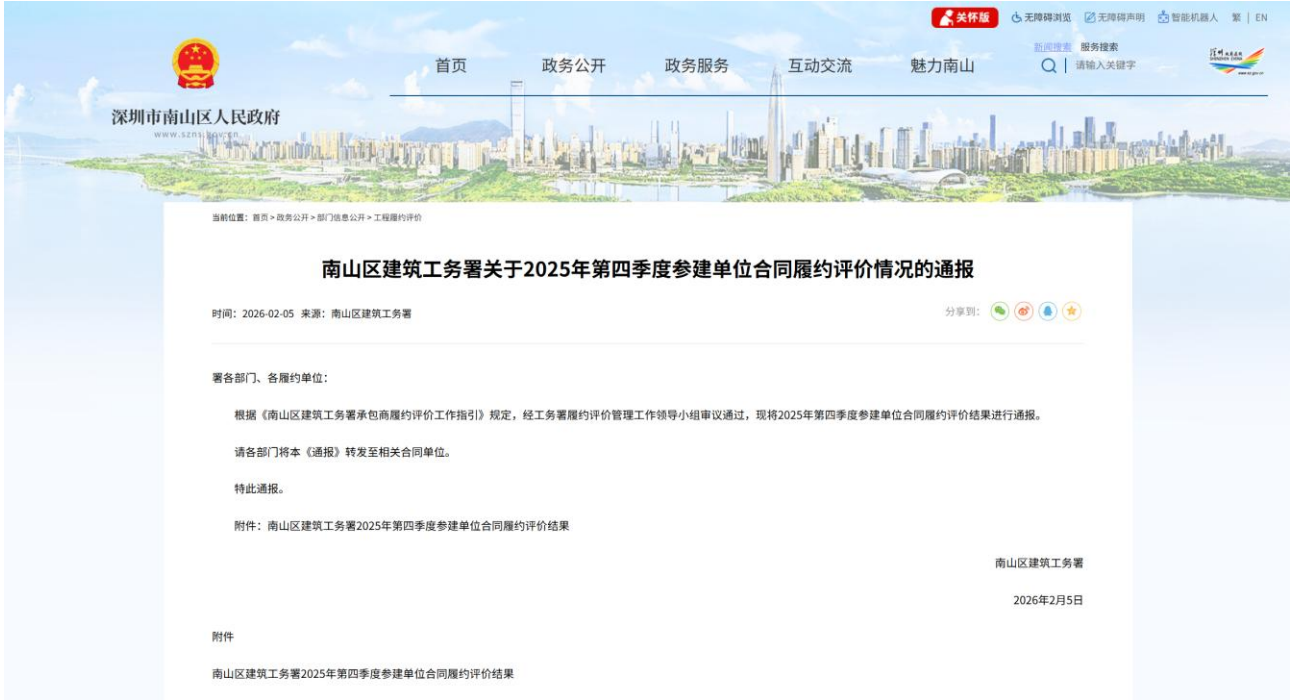 关怀版 无障碍浏览 无障碍声明 智能机器人 繁 | EN
新闻搜索 服务搜索
首页 政务公开 政务服务 互动交流 魅力南山 请输入关键字
深圳市南山区人民政府
www.szns.gov.cn
当前位置：首页 > 政务公开 > 部门信息公开 > 工程履约评价
南山区建筑工务署关于2025年第四季度参建单位合同履约评价情况的通报
时间：2026-02-05 来源：南山区建筑工务署 分享到：
署各部门、各履约单位：
根据《南山区建筑工务署承包商履约评价工作指引》规定，经工务署履约评价管理工作领导小组审议通过，现将2025年第四季度参建单位合同履约评价结果进行通报。
请各部门将本《通报》转发至相关合同单位。
特此通报。
附件：南山区建筑工务署2025年第四季度参建单位合同履约评价结果
南山区建筑工务署
2026年2月5日
附件
南山区建筑工务署2025年第四季度参建单位合同履约评价结果